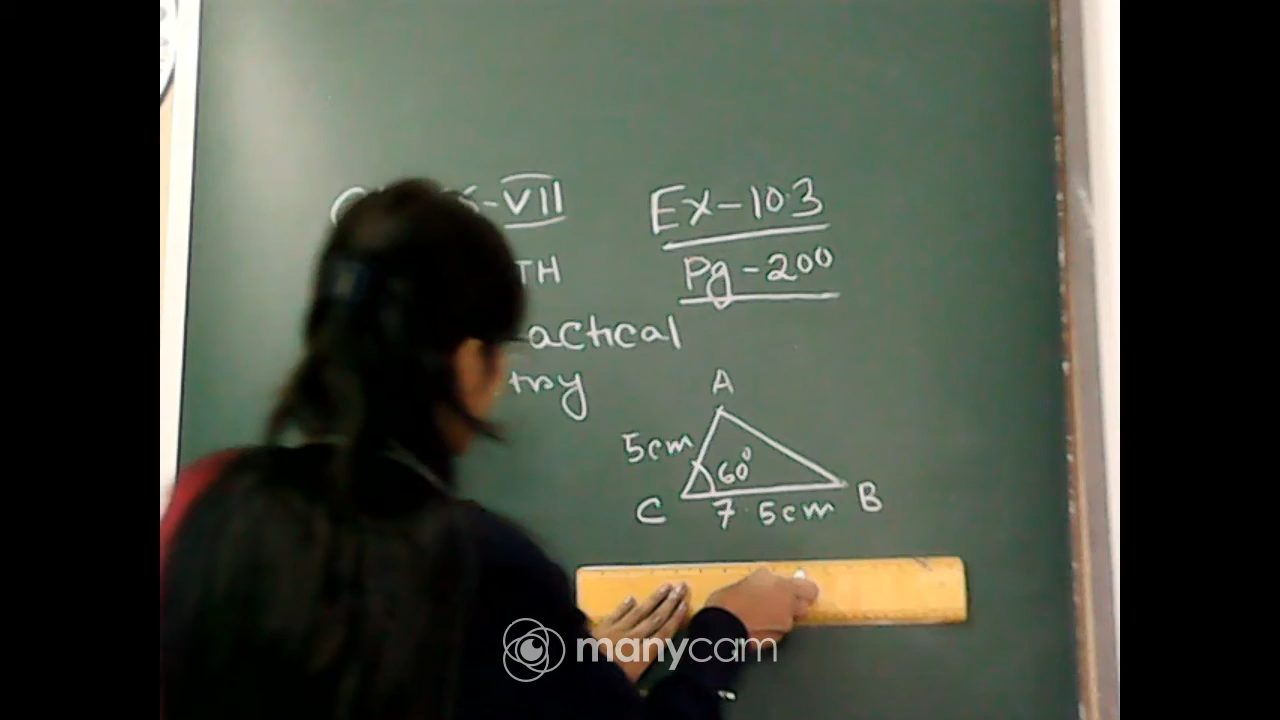 -VII
Ex-10.3
TH
Pg-200
actical
try
A
5cm
60°
C
7.5cm
B
manycam